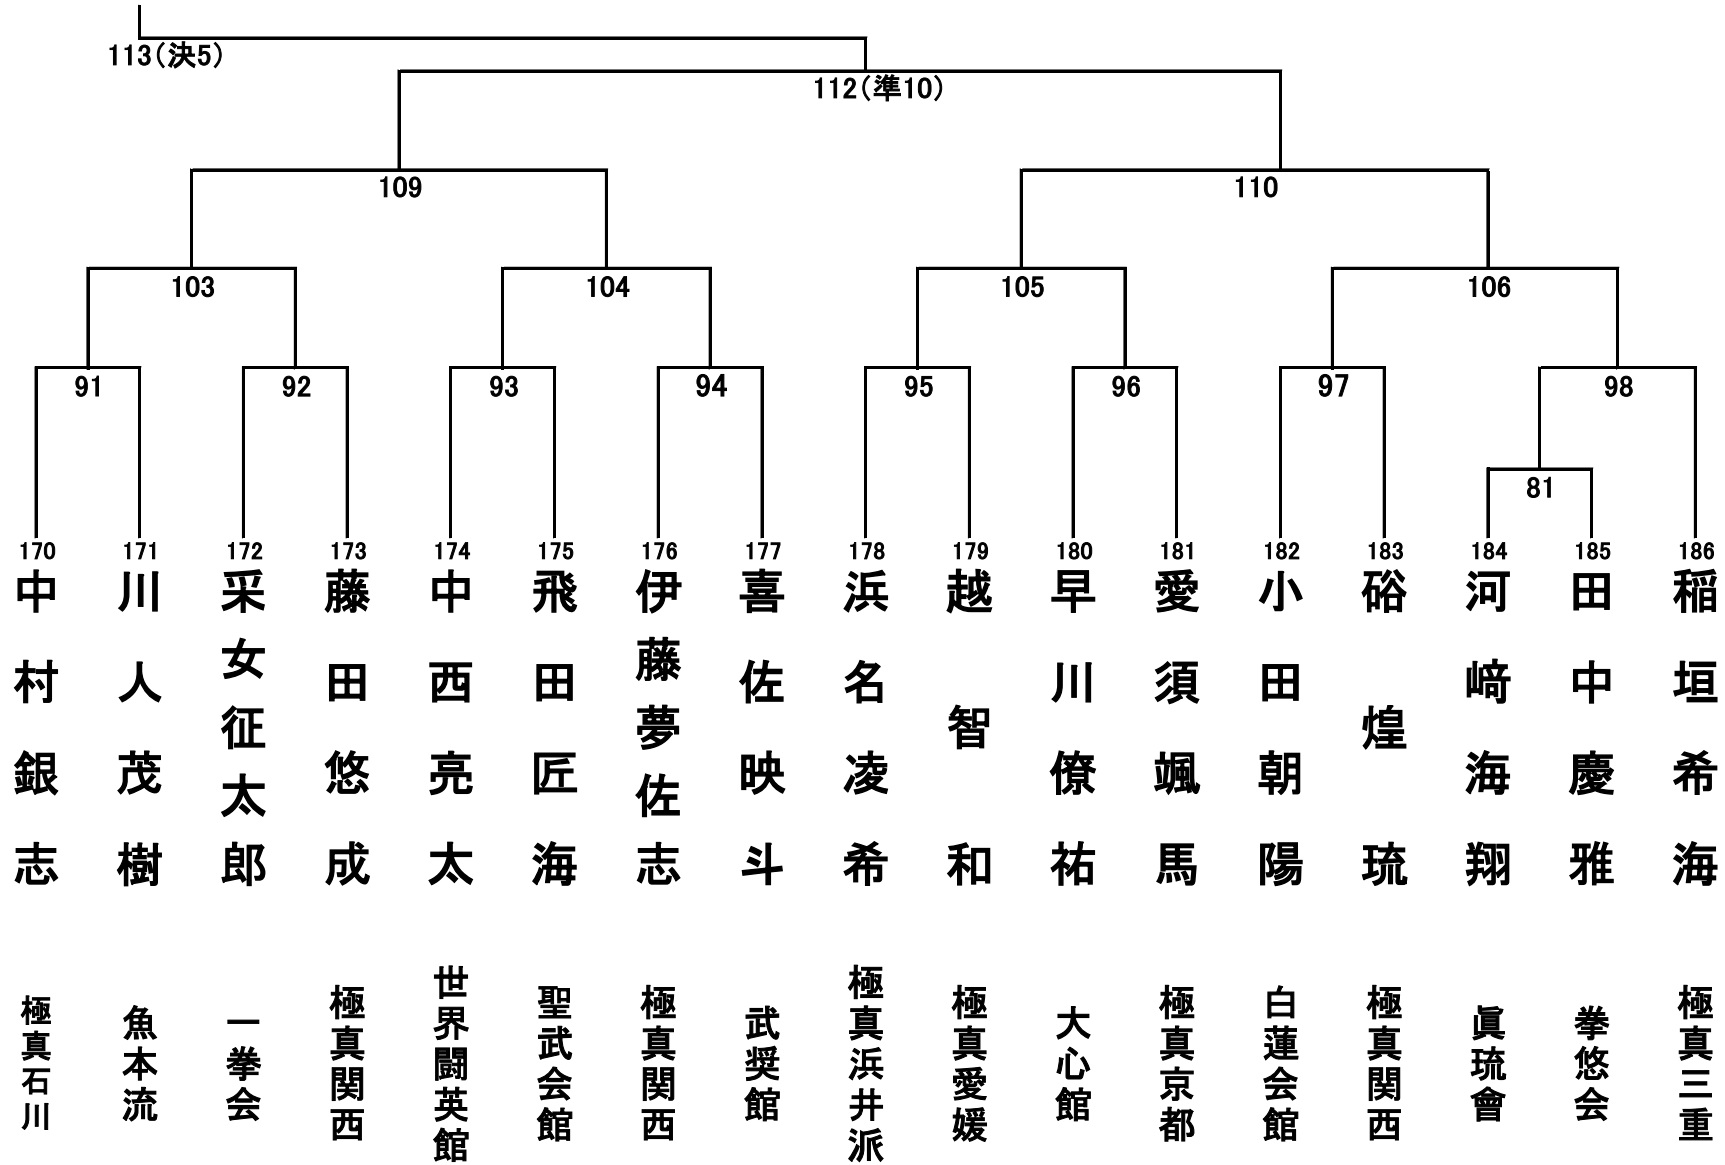 113(決5)
112(準10)
109
110
103
104
105
106
91
92
93
94
95
96
97
98
81
170
171
172
173
174
175
176
177
178
179
180
181
182
183
184
185
186
中村銀志
川人茂樹
采女征太郎
藤田悠成
中西亮太
飛田匠海
伊藤夢佐志
喜佐映斗
浜名凌希
越智和
早川僚祐
愛須颯馬
小田朝陽
硲煌琉
河﨑海翔
田中慶雅
稲垣希海
極真石川
魚本流
一拳会
極真関西
世界闘英館
聖武会館
極真関西
武奨館
極真浜井派
極真愛媛
大心館
極真京都
白蓮会館
極真関西
眞琉會
拳悠会
極真三重